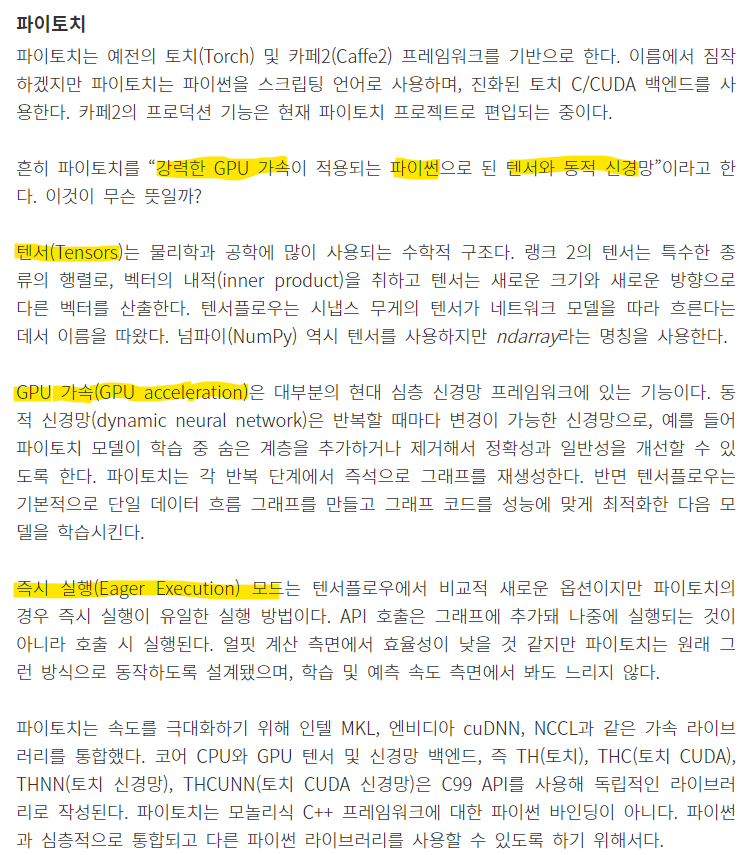 파이토치
파이토치는 예전의 토치(Torch) 및 카페2(Caffe2) 프레임워크를 기반으로 한다. 이름에서 짐작
하겠지만 파이토치는 파이썬을 스크립팅 언어로 사용하며, 진화된 토치 C/CUDA 백엔드를 사
용한다. 카페2의 프로덕션 기능은 현재 파이토치 프로젝트로 편입되는 중이다.
흔히 파이토치를 “강력한 GPU 가속이 적용되는 파이썬으로 된 텐서와 동적 신경망”이라고 한
다. 이것이 무슨 뜻일까?
텐서(Tensors)는 물리학과 공학에 많이 사용되는 수학적 구조다. 랭크 2의 텐서는 특수한 종
류의 행렬로, 벡터의 내적(inner product)을 취하고 텐서는 새로운 크기와 새로운 방향으로
다른 벡터를 산출한다. 텐서플로우는 시냅스 무게의 텐서가 네트워크 모델을 따라 흐른다는
데서 이름을 따왔다. 넘파이(NumPy) 역시 텐서를 사용하지만 ndarray라는 명칭을 사용한다.
GPU 가속(GPU acceleration)은 대부분의 현대 심층 신경망 프레임워크에 있는 기능이다. 동
적 신경망(dynamic neural network)은 반복할 때마다 변경이 가능한 신경망으로, 예를 들어
파이토치 모델이 학습 중 숨은 계층을 추가하거나 제거해서 정확성과 일반성을 개선할 수 있
도록 한다. 파이토치는 각 반복 단계에서 즉석으로 그래프를 재생성한다. 반면 텐서플로우는
기본적으로 단일 데이터 흐름 그래프를 만들고 그래프 코드를 성능에 맞게 최적화한 다음 모
델을 학습시킨다.
즉시 실행(Eager Execution) 모드는 텐서플로우에서 비교적 새로운 옵션이지만 파이토치의
경우 즉시 실행이 유일한 실행 방법이다. API 호출은 그래프에 추가돼 나중에 실행되는 것이
아니라 호출 시 실행된다. 얼핏 계산 측면에서 효율성이 낮을 것 같지만 파이토치는 원래 그
런 방식으로 동작하도록 설계됐으며, 학습 및 예측 속도 측면에서 봐도 느리지 않다.
파이토치는 속도를 극대화하기 위해 인텔 MKL, 엔비디아 cuDNN, NCCL과 같은 가속 라이브
러리를 통합했다. 코어 CPU와 GPU 텐서 및 신경망 백엔드, 즉 TH(토치), THC(토치 CUDA),
THNN(토치 신경망), THCUNN(토치 CUDA 신경망)은 C99 API를 사용해 독립적인 라이브러
리로 작성된다. 파이토치는 모놀리식 C++ 프레임워크에 대한 파이썬 바인딩이 아니다. 파이썬
과 심층적으로 통합되고 다른 파이썬 라이브러리를 사용할 수 있도록 하기 위해서다.